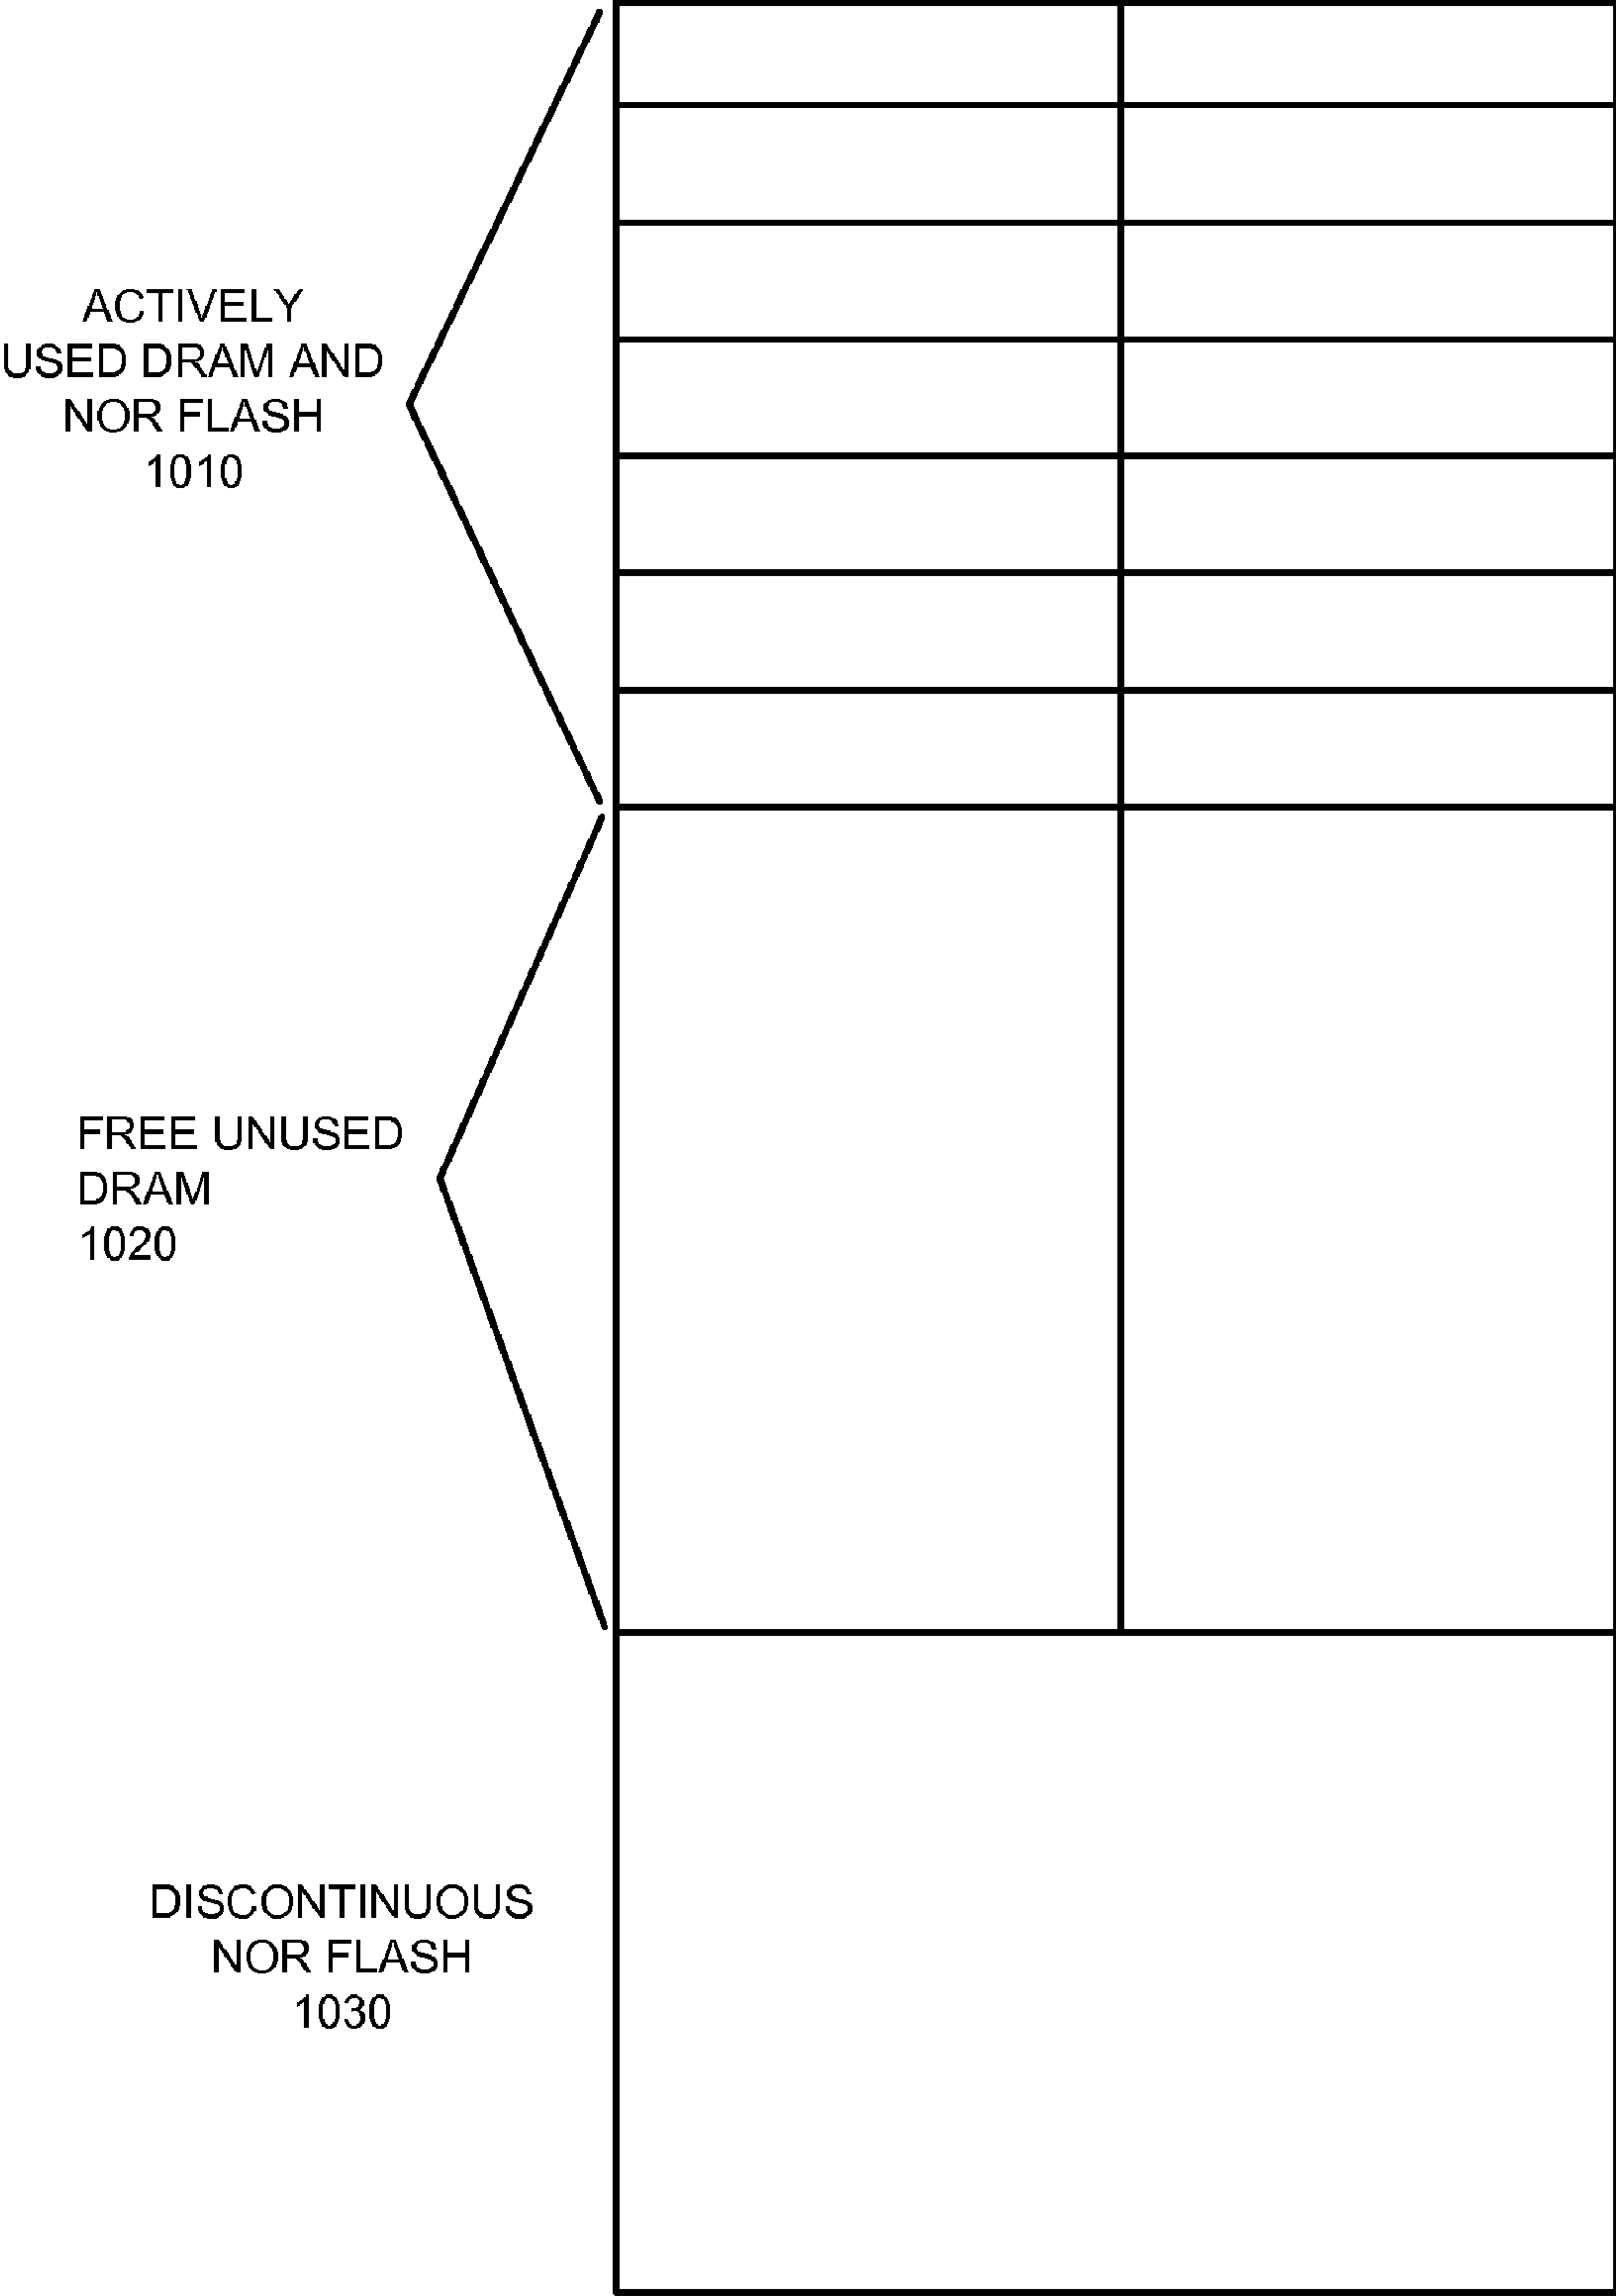 ACTIVELY
USED DRAM AND
NOR FLASH
1010
FREE UNUSED
DRAM
1020
DISCONTINUOUS
NOR FLASH
1030